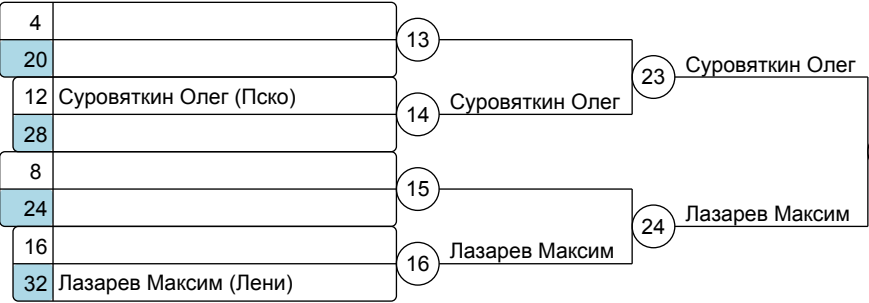 4
20
13
12 Суровяткин Олег (Пско)
28
14
Суровяткин Олег
23
Суровяткин Олег
8
24
15
16
32 Лазарев Максим (Лени)
16
Лазарев Максим
24
Лазарев Максим